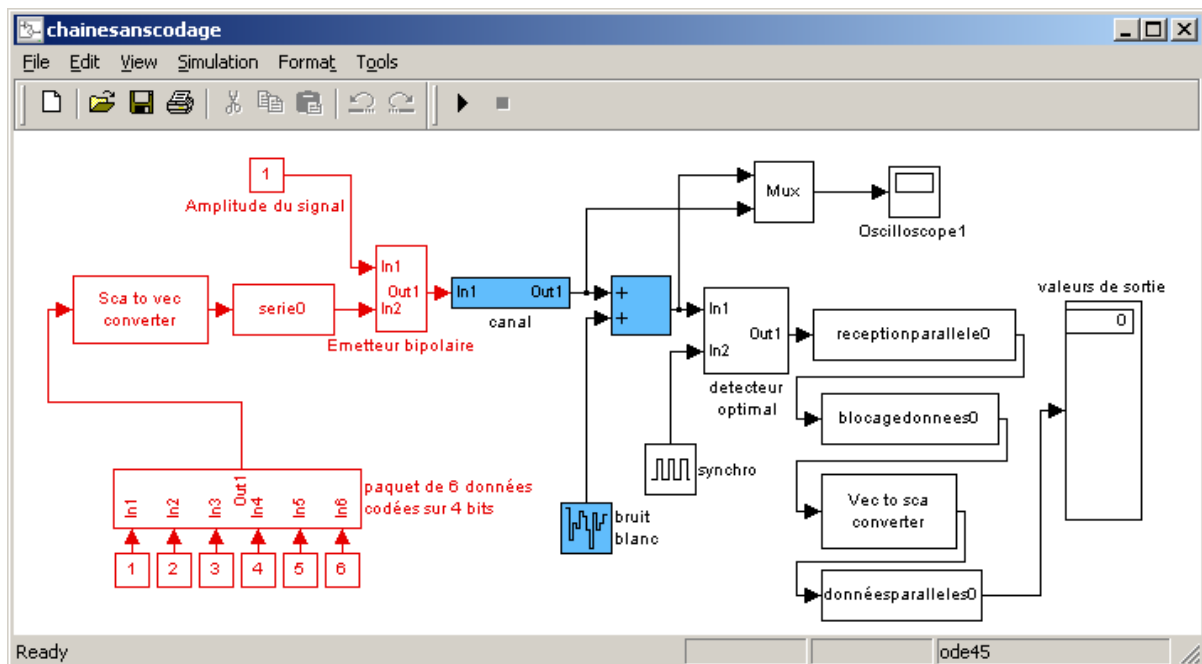 chainesanscodage
File Edit View Simulation Format Tools
1
Amplitude du signal
Mux
Oscilloscope1
Sca to vec
converter
serie0
In1
In2
Out1
Emetteur bipolaire
In1 Out1
canal
+
+
In1
In2
Out1
detecteur
optimal
synchro
bruit
blanc
receptionparallele0
blocagedonnees0
Vec to sca
converter
donnéesparalleles0
valeurs de sortie
0
Out1
In1 In2 In3 In4 In5 In6
paquet de 6 données
codées sur 4 bits
1 2 3 4 5 6
Ready
ode45